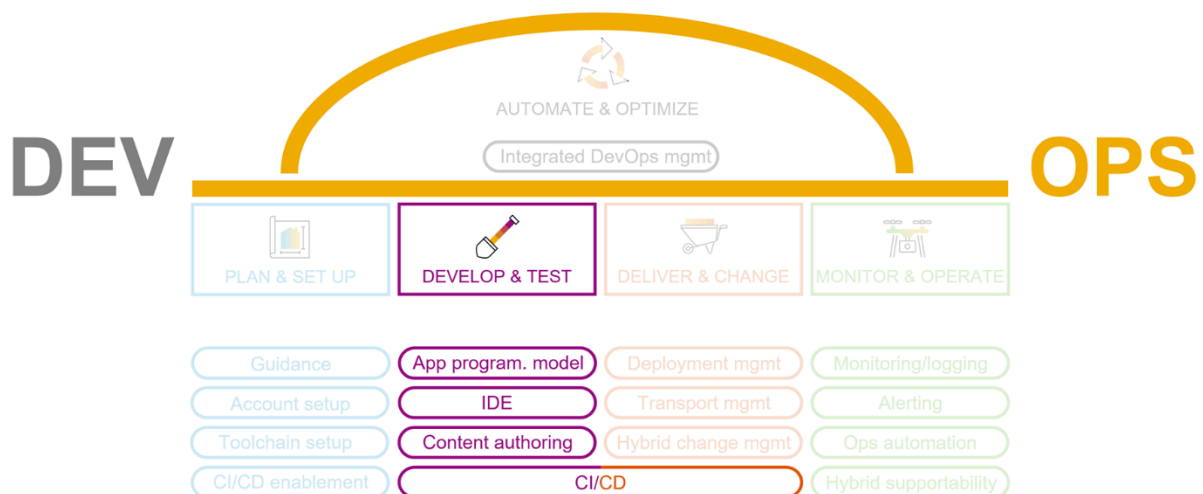 AUTOMATE & OPTIMIZE
Integrated DevOps mgmt
DEV
OPS
PLAN & SET UP
DEVELOP & TEST
DELIVER & CHANGE
MONITOR & OPERATE
Guidance
App program. model
Deployment mgmt
Monitoring/logging
Account setup
IDE
Transport mgmt
Alerting
Toolchain setup
Content authoring
Hybrid change mgmt
Ops automation
CI/CD enablement
CI/CD
Hybrid supportability